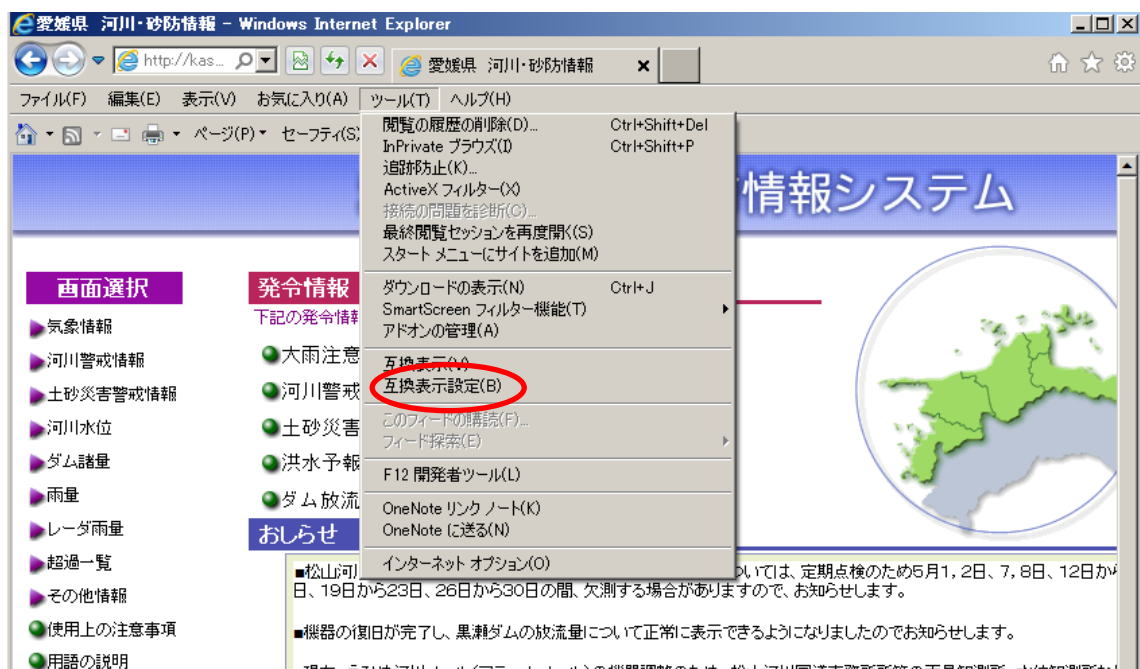 愛媛県 河川・砂防情報 - Windows Internet Explorer
http://kas...
愛媛県 河川・砂防情報
ファイル(F) 編集(E) 表示(V) お気に入り(A) ツール(T) ヘルプ(H)
ページ(P) セーフティ(S)
閲覧の履歴の削除(D)... Ctrl+Shift+Del
InPrivate ブラウズ(I) Ctrl+Shift+P
追跡防止(K)...
ActiveX フィルター(X)
接続の問題を診断(C)...
最終閲覧セッションを再度開く(S)
スタート メニューにサイトを追加(M)
ダウンロードの表示(N) Ctrl+J
SmartScreen フィルター機能(T)
アドオンの管理(A)
互換表示(V)
互換表示設定(B)
このフィードの購読(F)...
フィード探索(E)
F12 開発者ツール(L)
OneNote リンク ノート(K)
OneNote に送る(N)
インターネット オプション(O)
情報システム
画面選択
気象情報
河川警戒情報
土砂災害警戒情報
河川水位
ダム諸量
雨量
レーダ雨量
超過一覧
その他情報
使用上の注意事項
用語の説明
発令情報
下記の発令情報
大雨注意
河川警戒
土砂災害
洪水予報
ダム放流
おしらせ
■松山河川 ついては、定期点検のため5月1，2日、7，8日、12日から
日、19日から23日、26日から30日の間、欠測する場合がありますので、お知らせします。
■機器の復旧が完了し、黒瀬ダムの放流量について正常に表示できるようになりましたのでお知らせします。